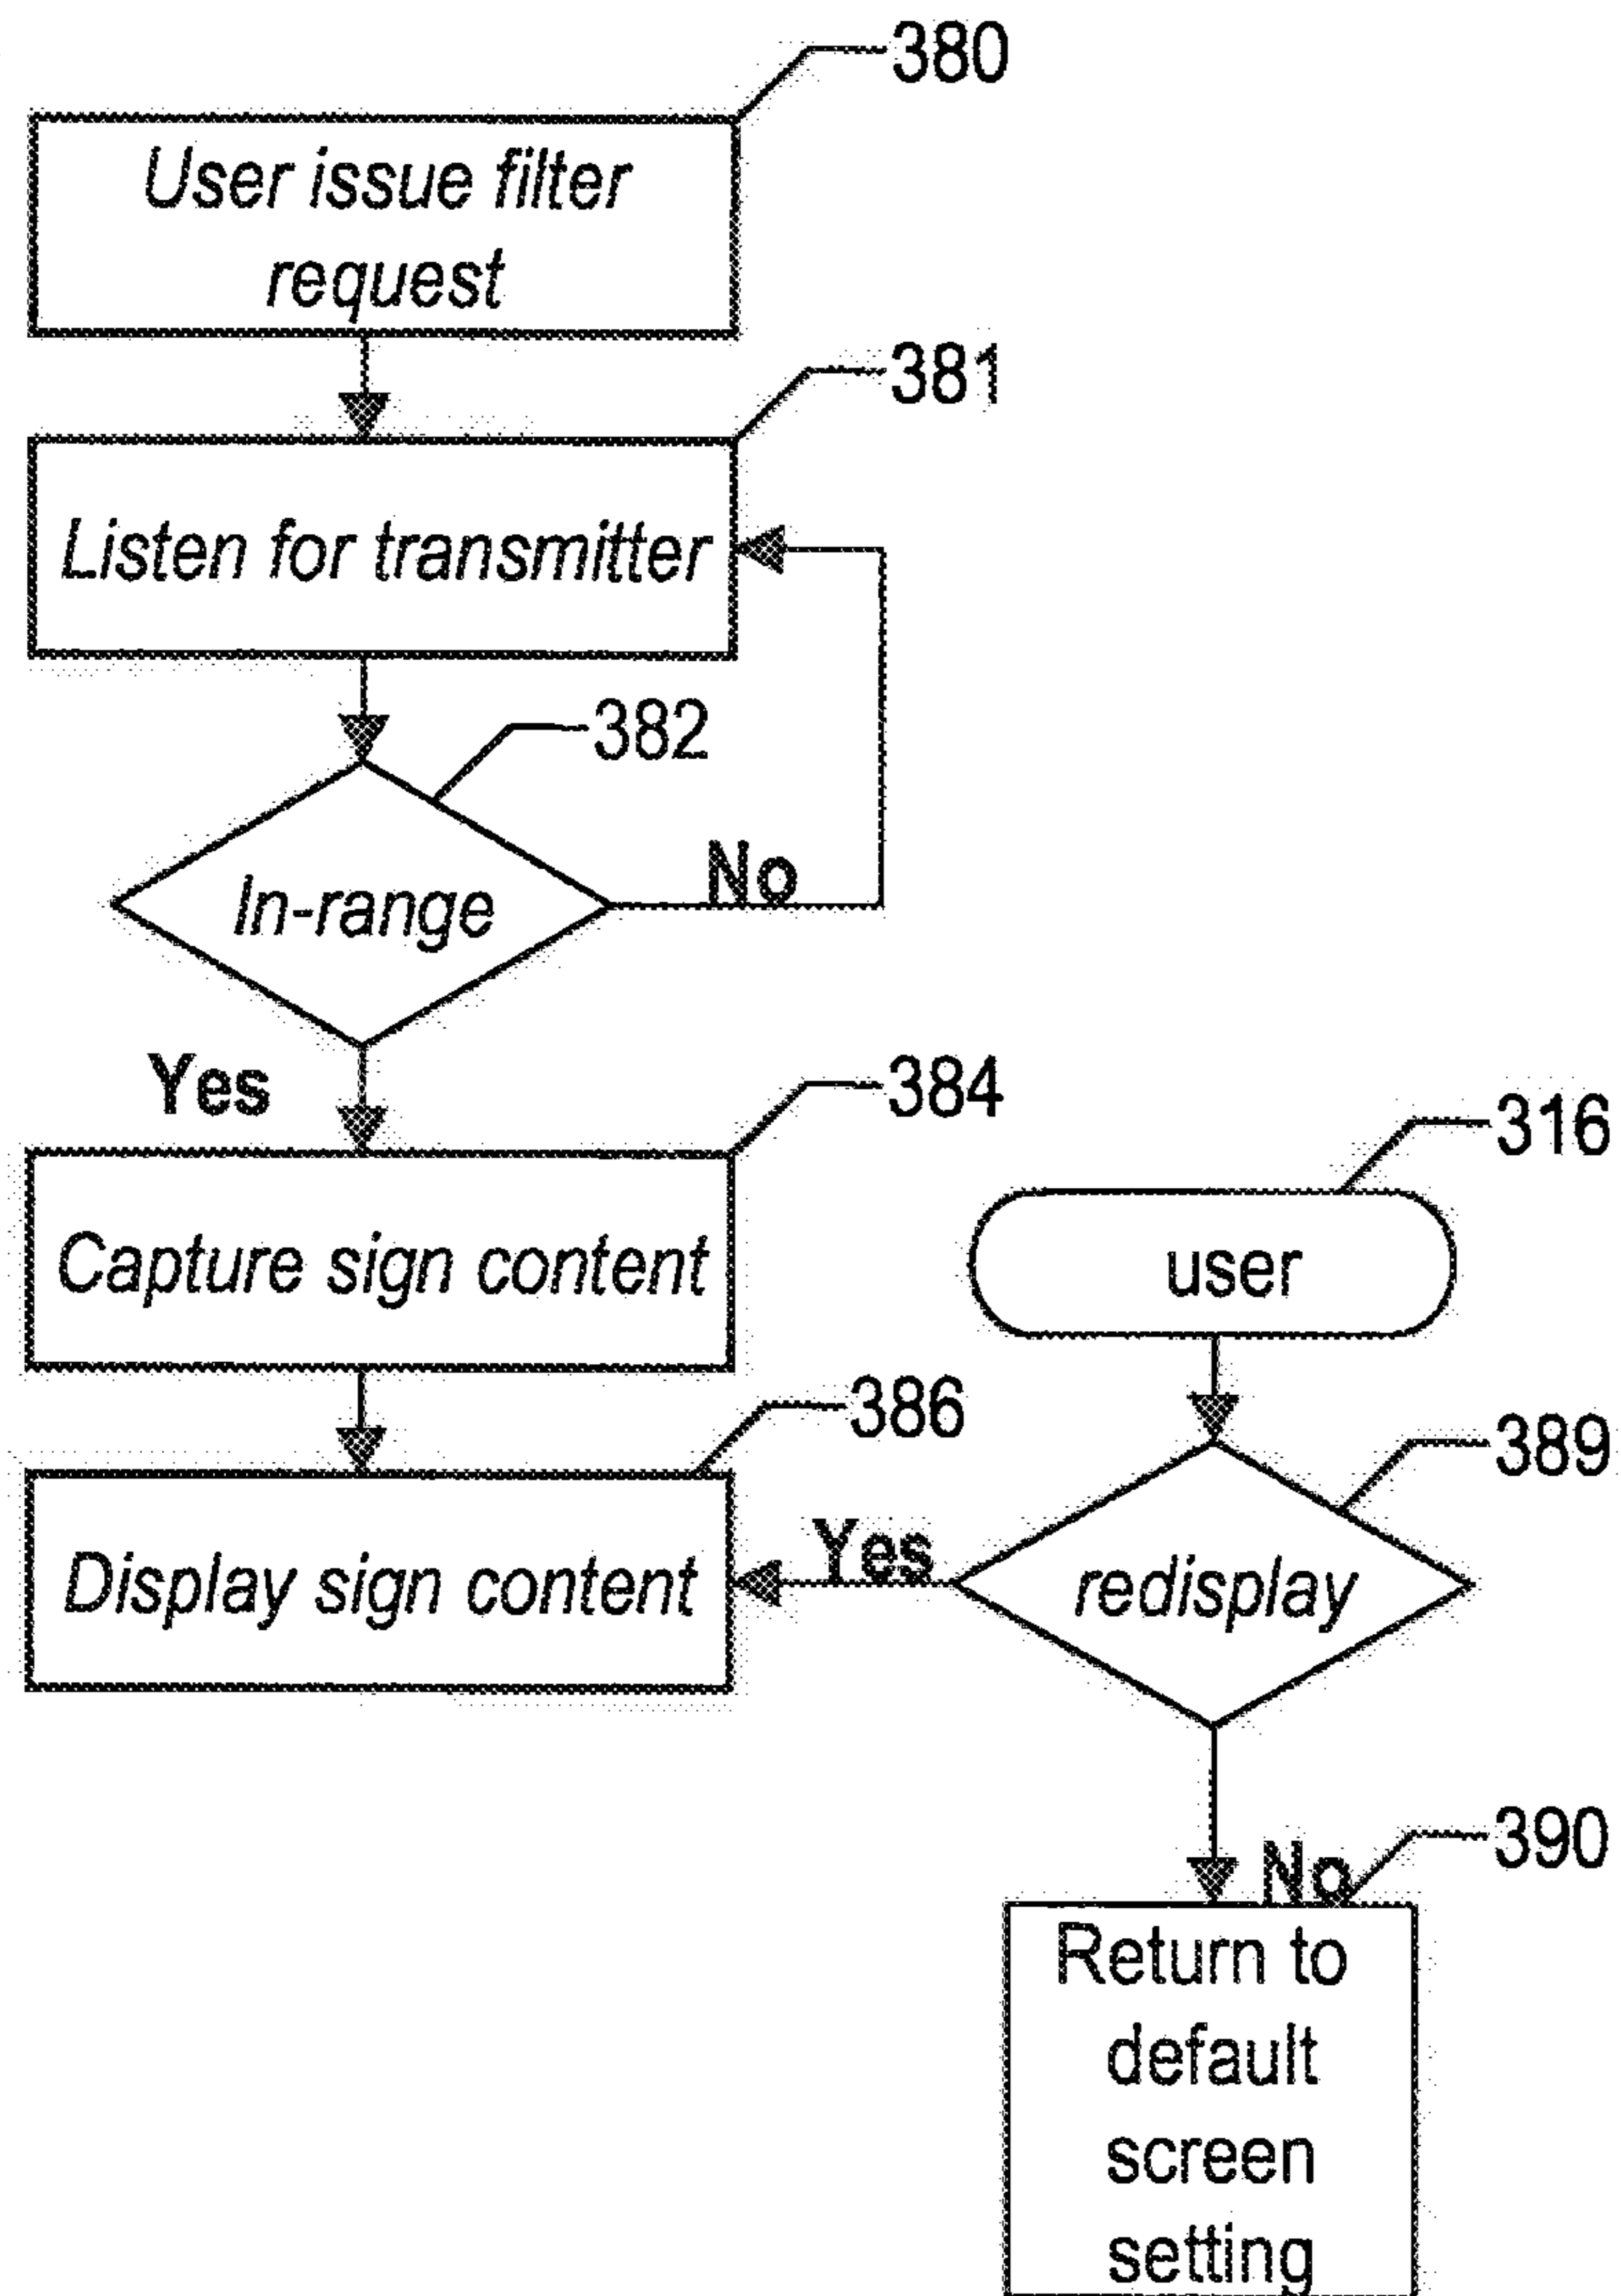 380
User issue filter
request
381
Listen for transmitter
382
No
In-range
Yes
384
Capture sign content
316
user
386
389
Display sign content
Yes
redisplay
390
No
Return to
default
screen
setting